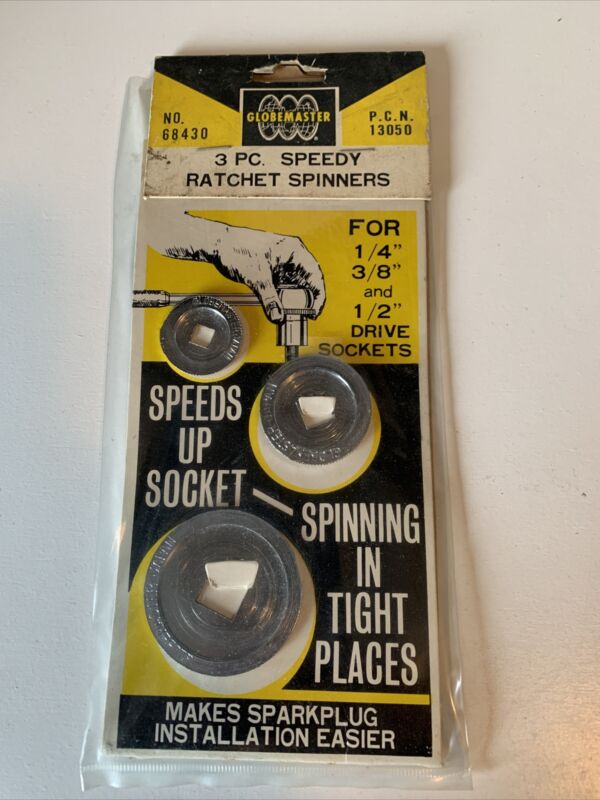 NO.
68430
GLOBEMASTER
P.C.N.
13050
3 PC. SPEEDY
RATCHET SPINNERS
FOR
1/4"
3/8"
and
1/2"
DRIVE
SOCKETS
SPEEDS
UP
SOCKET
SPINNING
IN
TIGHT
PLACES
MAKES SPARKPLUG
INSTALLATION EASIER